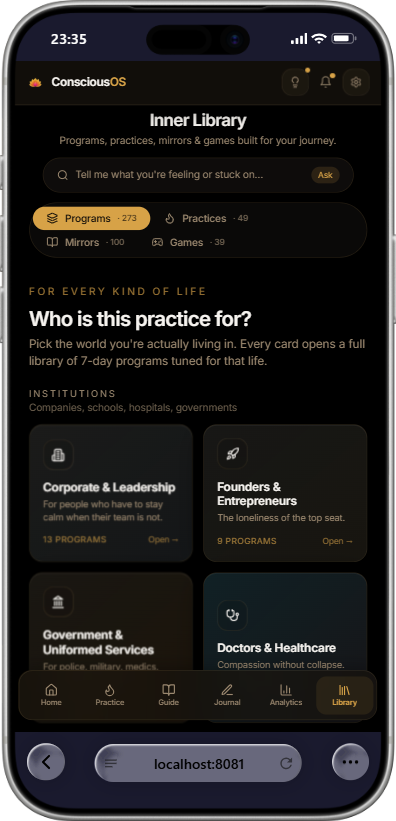 23:35
ConsciousOS
Inner Library
Programs, practices, mirrors & games built for your journey.
Tell me what you're feeling or stuck on...
Ask
Programs · 273
Practices · 49
Mirrors · 100
Games · 39
FOR EVERY KIND OF LIFE
Who is this practice for?
Pick the world you're actually living in. Every card opens a full
library of 7-day programs tuned for that life.
INSTITUTIONS
Companies, schools, hospitals, governments
Corporate & Leadership
For people who have to stay
calm when their team is not.
13 PROGRAMS
Open →
Founders &
Entrepreneurs
The loneliness of the top seat.
9 PROGRAMS
Open →
Government &
Uniformed Services
For police, military, medics,
Doctors & Healthcare
Compassion without collapse.
Home
Practice
Guide
Journal
Analytics
Library
localhost:8081